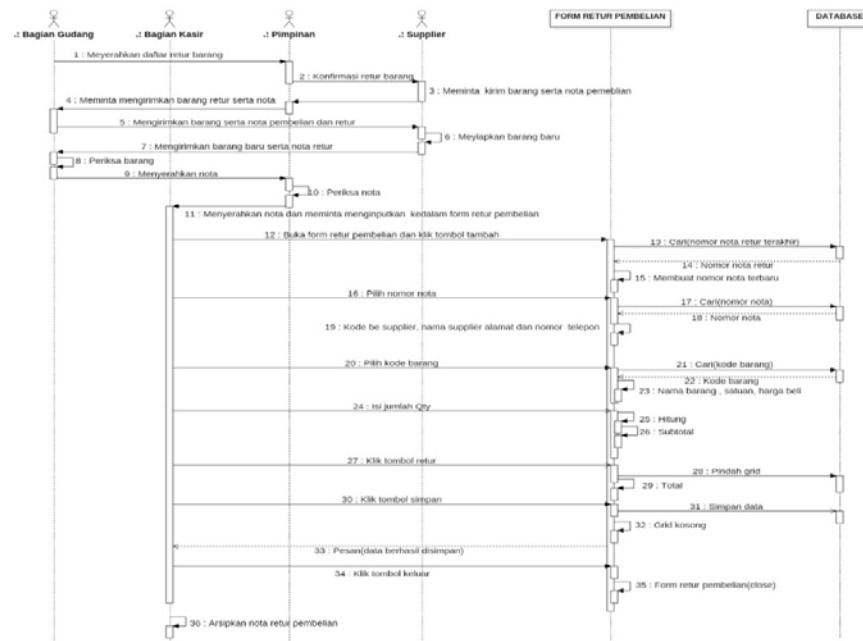 .: Bagian Gudang
.: Bagian Kasir
.: Pimpinan
.: Supplier
FORM RETUR PEMBELIAN
DATABASE
1 : Meyerahkan daftar retur barang
2 : Konfirmasi retur barang
3 : Meminta kirim barang serta nota pemeblian
4 : Meminta mengirimkan barang retur serta nota
5 : Mengirimkan barang serta nota pembelian dan retur
6 : Meyiapkan barang baru
7 : Mengirimkan barang baru serta nota retur
8 : Periksa barang
9 : Menyerahkan nota
10 : Periksa nota
11 : Menyerahkan nota dan meminta menginputkan kedalam form retur pembelian
12 : Buka form retur pembelian dan klik tombol tambah
13 : Cari(nomor nota retur terakhir)
14 : Nomor nota retur
15 : Membuat nomor nota terbaru
16 : Pilih nomor nota
17 : Cari(nomor nota)
18 : Nomor nota
19 : Kode be supplier, nama supplier alamat dan nomor telepon
20 : Pilih kode barang
21 : Cari(kode barang)
22 : Kode barang
23 : Nama barang , satuan, harga beli
24 : Isi jumlah Qty
25 : Hitung
26 : Subtotal
27 : Klik tombol retur
28 : Pindah grid
29 : Total
30 : Klik tombol simpan
31 : Simpan data
32 : Grid kosong
33 : Pesan(data berhasil disimpan)
34 : Klik tombol keluar
35 : Form retur pembelian(close)
36 : Arsipkan nota retur pembelian